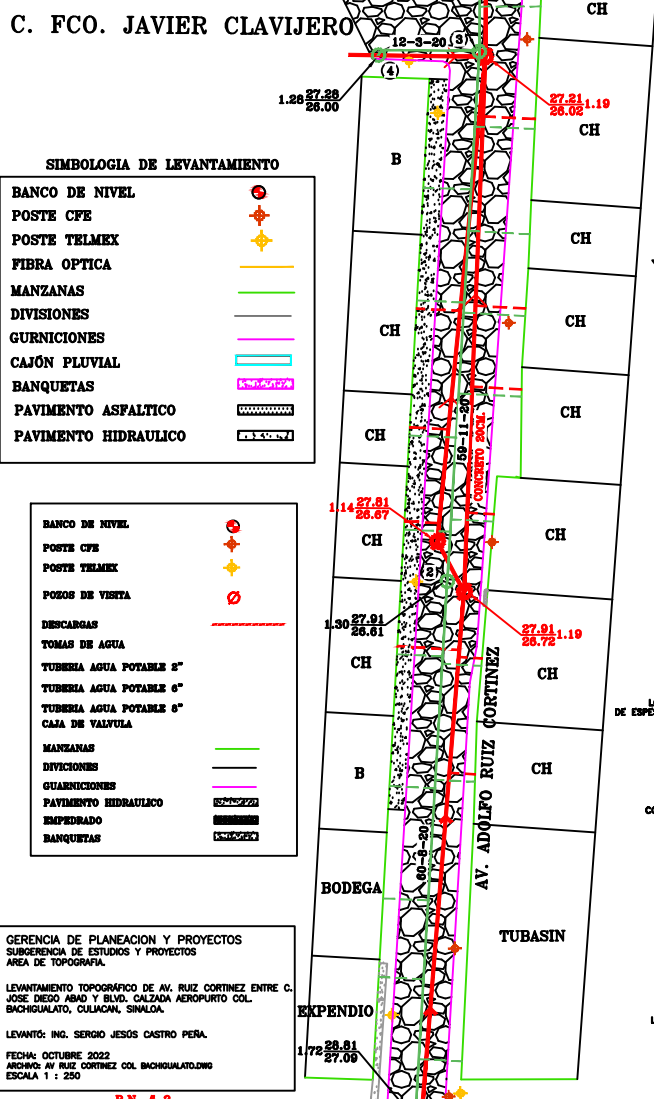 C. FCO. JAVIER CLAVIJERO
12-3-20
3
4
1.28 27.28
26.00
27.21 1.19
26.02
CH
CH
CH
CH
CH
CH
CH
CH
TUBASIN
B
CH
CH
CH
CH
B
BODEGA
EXPENDIO
SIMBOLOGIA DE LEVANTAMIENTO
BANCO DE NIVEL
POSTE CFE
POSTE TELMEX
FIBRA OPTICA
MANZANAS
DIVISIONES
GURNICIONES
CAJÓN PLUVIAL
BANQUETAS
PAVIMENTO ASFALTICO
PAVIMENTO HIDRAULICO
59-11-20
CONCRETO 20CM.
1.14 27.81
26.67
2
1.30 27.91
26.61
27.91 1.19
26.72
AV. ADOLFO RUIZ CORTINEZ
60-8-20
1.72 28.81
27.09
BANCO DE NIVEL
POSTE CFE
POSTE TELMEX
POZOS DE VISITA
DESCARGAS
TOMAS DE AGUA
TUBERIA AGUA POTABLE 2"
TUBERIA AGUA POTABLE 6"
TUBERIA AGUA POTABLE 8"
CAJA DE VALVULA
MANZANAS
DIVICIONES
GUARNICIONES
PAVIMENTO HIDRAULICO
EMPEDRADO
BANQUETAS
DE ESPE
GERENCIA DE PLANEACION Y PROYECTOS
SUBGERENCIA DE ESTUDIOS Y PROYECTOS
AREA DE TOPOGRAFIA.
LEVANTAMIENTO TOPOGRÁFICO DE AV. RUIZ CORTINEZ ENTRE C.
JOSE DIEGO ABAD Y BLVD. CALZADA AEROPURTO COL.
BACHIGUALATO, CULIACAN, SINALOA.
LEVANTÓ: ING. SERGIO JESÚS CASTRO PEÑA.
FECHA: OCTUBRE 2022
ARCHIVO: AV RUIZ CORTINEZ COL BACHIGUALATO.DWG
ESCALA 1 : 250